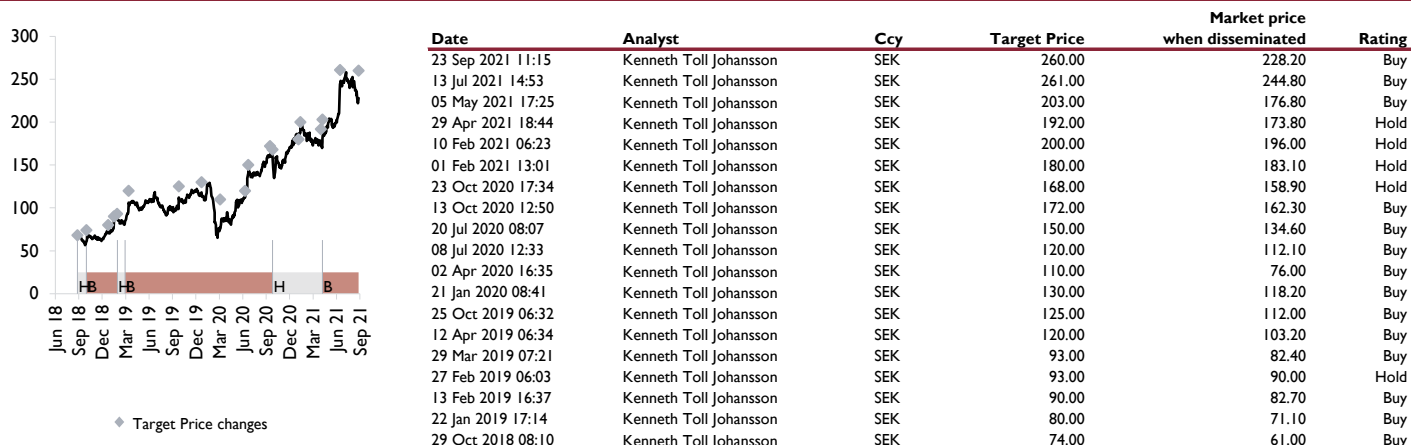 300
250
200
150
100
50
0
H
B
H
B
H
B
Jun 18
Sep 18
Dec 18
Mar 19
Jun 19
Sep 19
Dec 19
Mar 20
Jun 20
Sep 20
Dec 20
Mar 21
Jun 21
Sep 21
Target Price changes
Market price
Date Analyst Ccy Target Price when disseminated Rating
23 Sep 2021 11:15 Kenneth Toll Johansson SEK 260.00 228.20 Buy
13 Jul 2021 14:53 Kenneth Toll Johansson SEK 261.00 244.80 Buy
05 May 2021 17:25 Kenneth Toll Johansson SEK 203.00 176.80 Buy
29 Apr 2021 18:44 Kenneth Toll Johansson SEK 192.00 173.80 Hold
10 Feb 2021 06:23 Kenneth Toll Johansson SEK 200.00 196.00 Hold
01 Feb 2021 13:01 Kenneth Toll Johansson SEK 180.00 183.10 Hold
23 Oct 2020 17:34 Kenneth Toll Johansson SEK 168.00 158.90 Hold
13 Oct 2020 12:50 Kenneth Toll Johansson SEK 172.00 162.30 Buy
20 Jul 2020 08:07 Kenneth Toll Johansson SEK 150.00 134.60 Buy
08 Jul 2020 12:33 Kenneth Toll Johansson SEK 120.00 112.10 Buy
02 Apr 2020 16:35 Kenneth Toll Johansson SEK 110.00 76.00 Buy
21 Jan 2020 08:41 Kenneth Toll Johansson SEK 130.00 118.20 Buy
25 Oct 2019 06:32 Kenneth Toll Johansson SEK 125.00 112.00 Buy
12 Apr 2019 06:34 Kenneth Toll Johansson SEK 120.00 103.20 Buy
29 Mar 2019 07:21 Kenneth Toll Johansson SEK 93.00 82.40 Buy
27 Feb 2019 06:03 Kenneth Toll Johansson SEK 93.00 90.00 Hold
13 Feb 2019 16:37 Kenneth Toll Johansson SEK 90.00 82.70 Buy
22 Jan 2019 17:14 Kenneth Toll Johansson SEK 80.00 71.10 Buy
29 Oct 2018 08:10 Kenneth Toll Johansson SEK 74.00 61.00 Buy